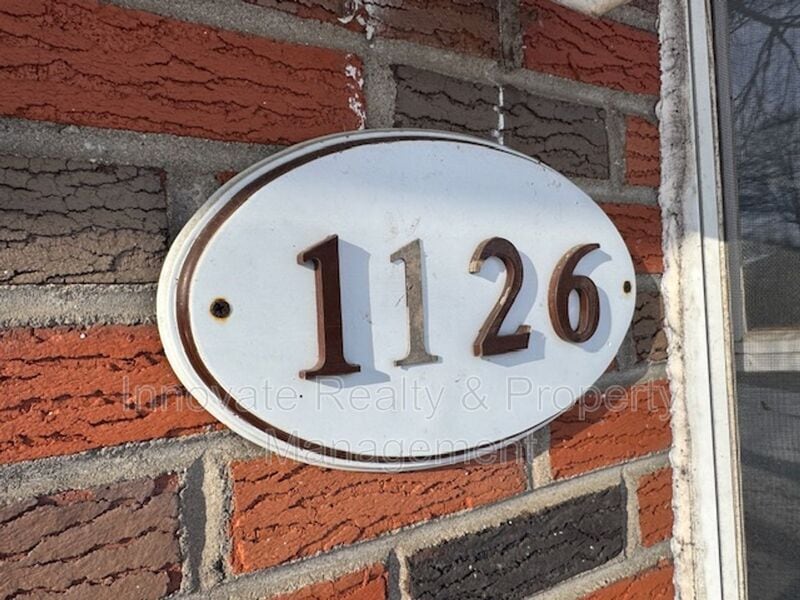 1126
Innovate Realty & Property
Management